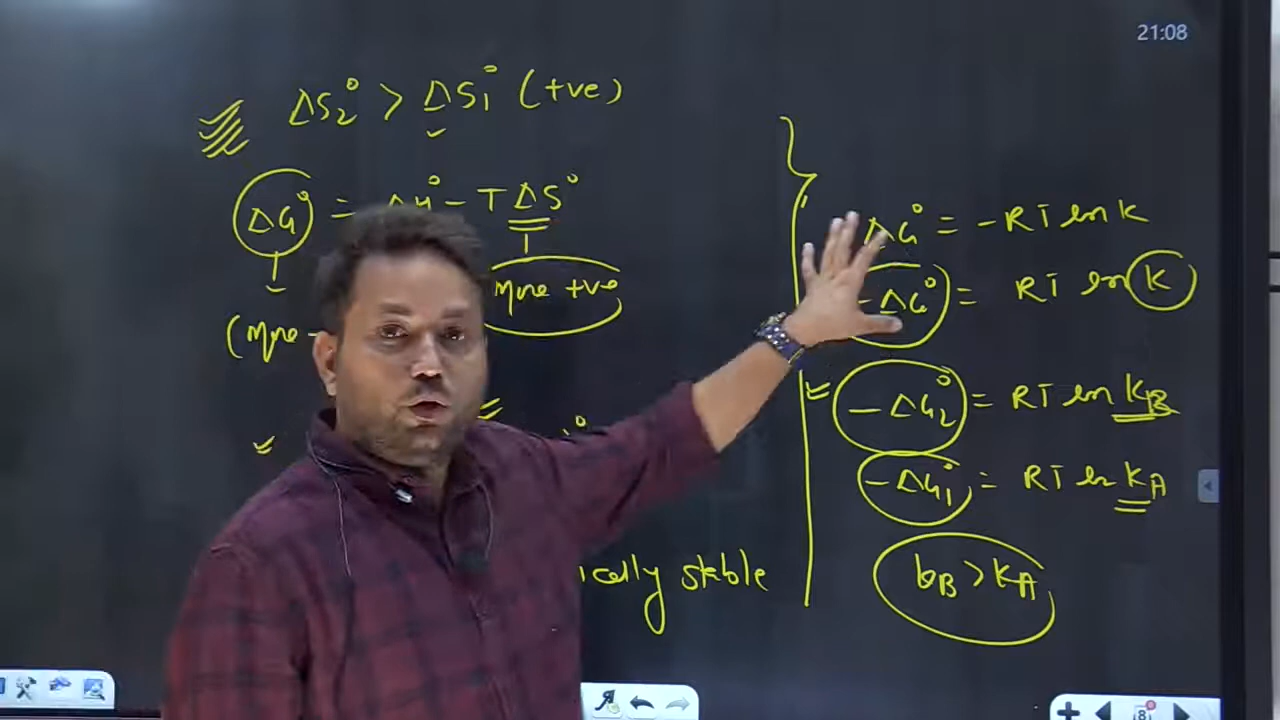 21:08
ΔS₂° > ΔS₁° (+ve)
ΔG° = ΔH° - TΔS°
more +ve
(more -
ically stable
ΔG° = -RT ln K
-ΔG° = RT ln K
-ΔG₂° = RT ln K_B
-ΔG₁° = RT ln K_A
k_B > K_A
8